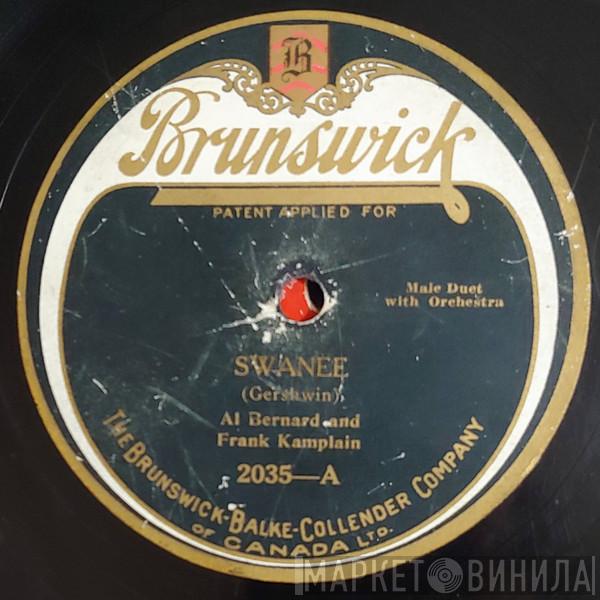 B
Brunswick
PATENT APPLIED FOR
Male Duet
with Orchestra
SWANEE
(Gershwin)
Al Bernard and
Frank Kamplain
2035—A
THE BRUNSWICK-BALKE-COLLENDER COMPANY
OF CANADA LTD.
МАРКЕТ ВИНИЛА